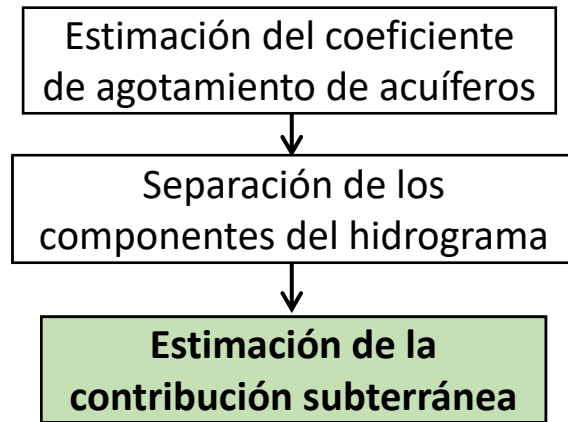 Estimación del coeficiente
de agotamiento de acuíferos
Separación de los
componentes del hidrograma
Estimación de la
contribución subterránea